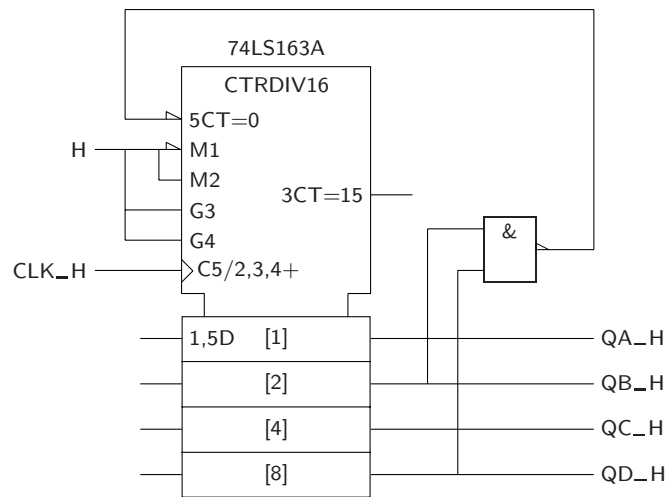 74LS163A
CTRDIV16
5CT=0
H
M1
M2
3CT=15
G3
&
G4
CLK_H
C5/2,3,4+
1,5D [1] QA_H
[2] QB_H
[4] QC_H
[8] QD_H